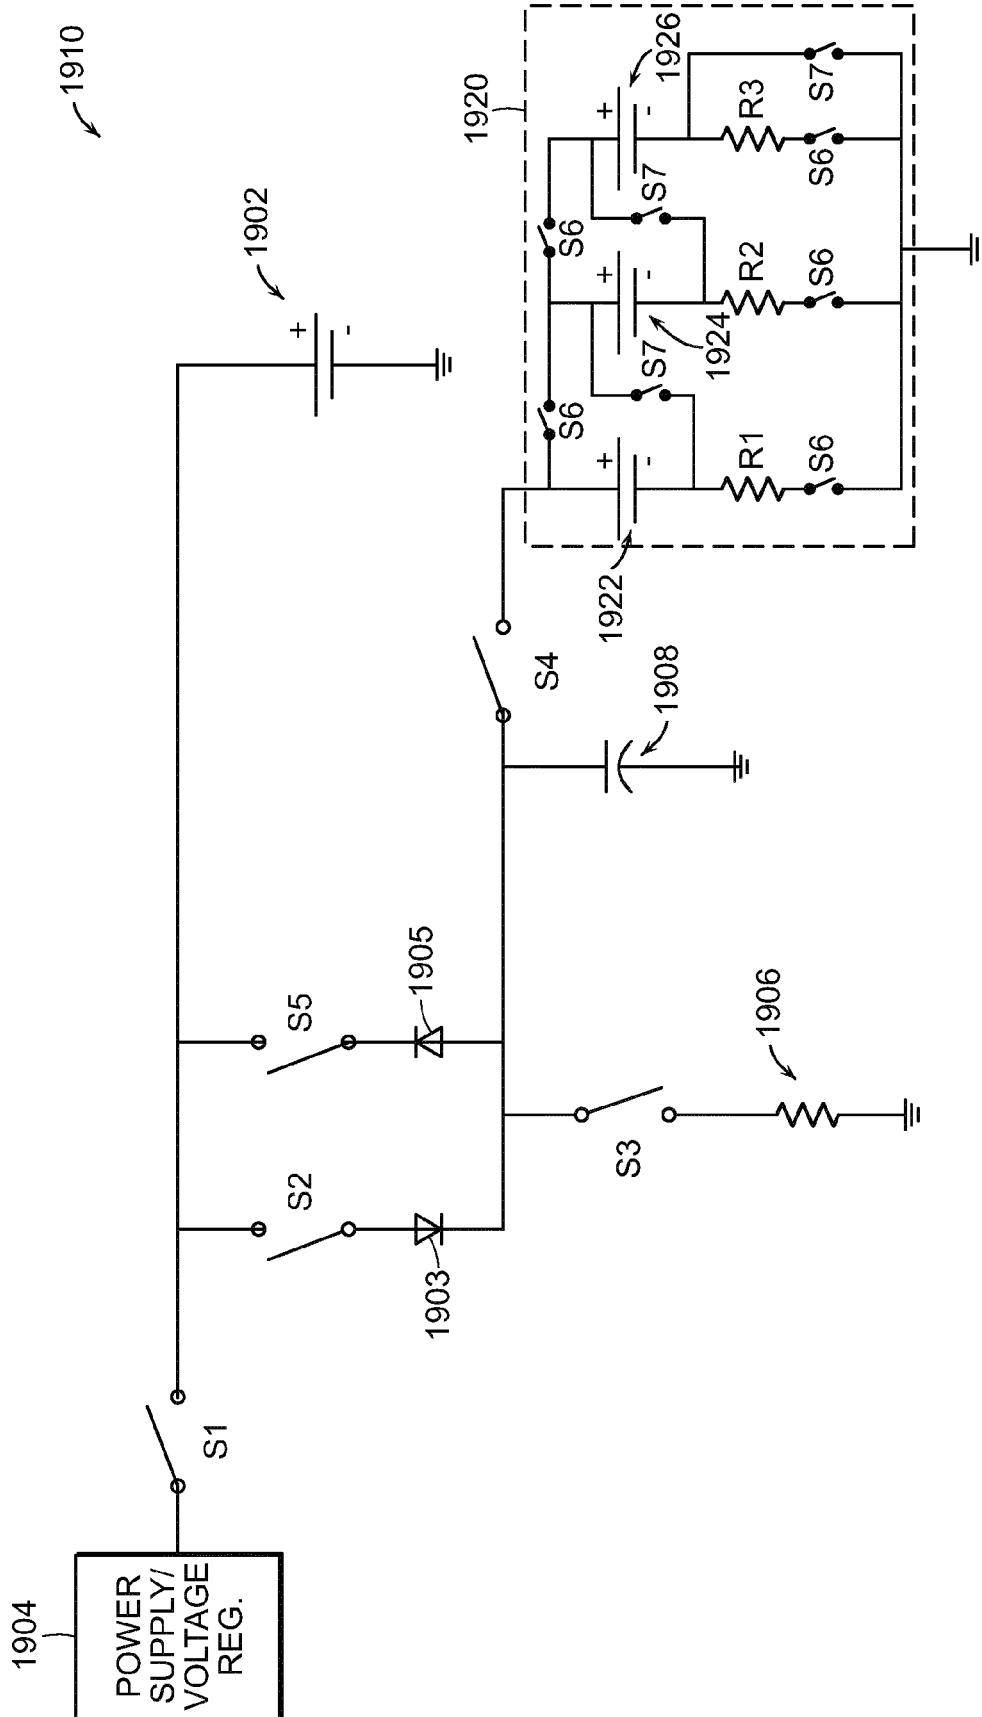 1910
1904
POWER
SUPPLY/
VOLTAGE
REG.
S1
S2
1903
S5
1905
1902
+
-
S3
1906
S4
1908
1920
S6
S6
1922
+
-
S7
1924
+
-
S7
1926
+
-
R1
S6
R2
S6
R3
S6
S7